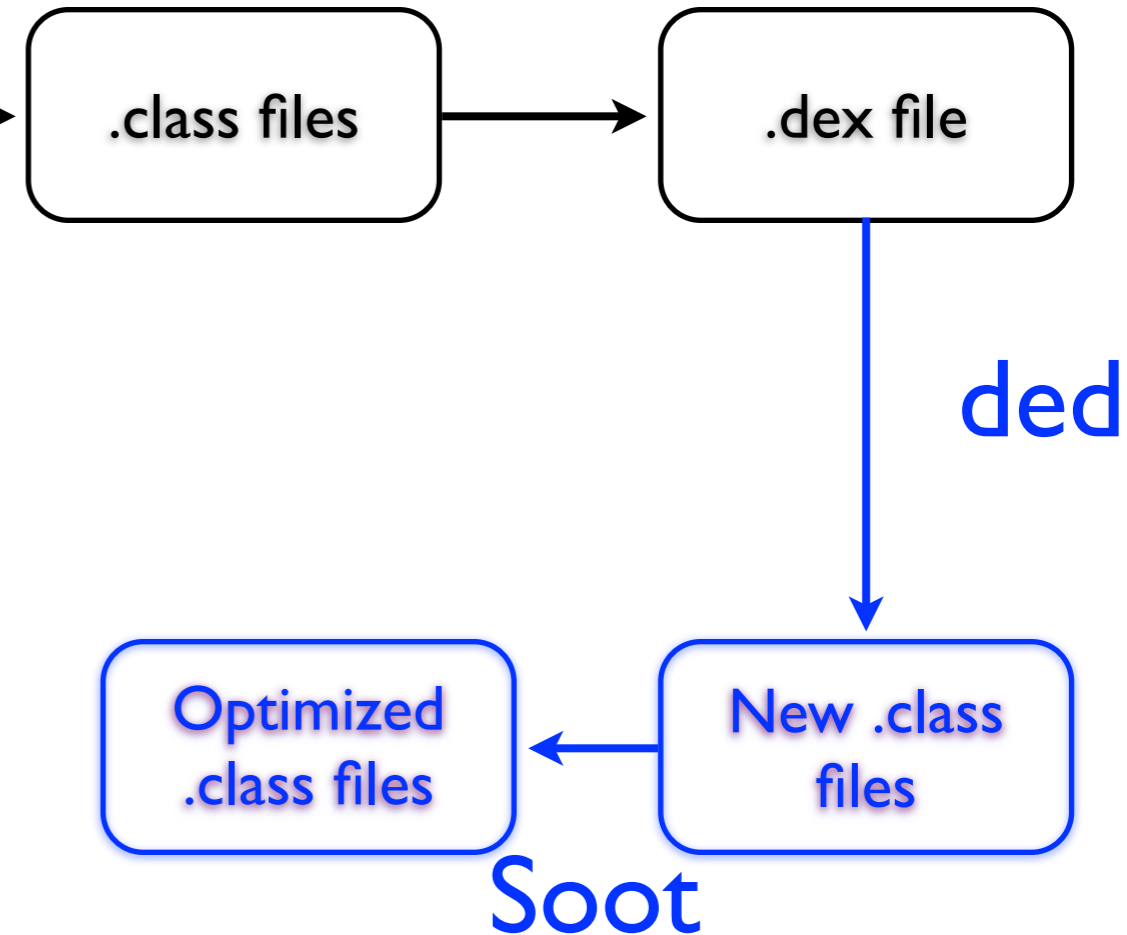 .class files
.dex file
ded
Optimized
.class files
New .class
files
Soot